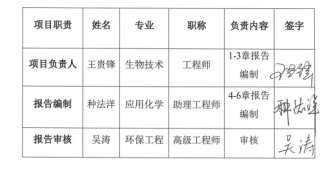 项目职责 姓名 专业 职称 负责内容 签字
项目负责人 王贵锋 生物技术 工程师 1-3章报告编制 王贵锋
报告编制 种法洋 应用化学 助理工程师 4-6章报告编制 种法洋
报告审核 吴涛 环保工程 高级工程师 审核 吴涛